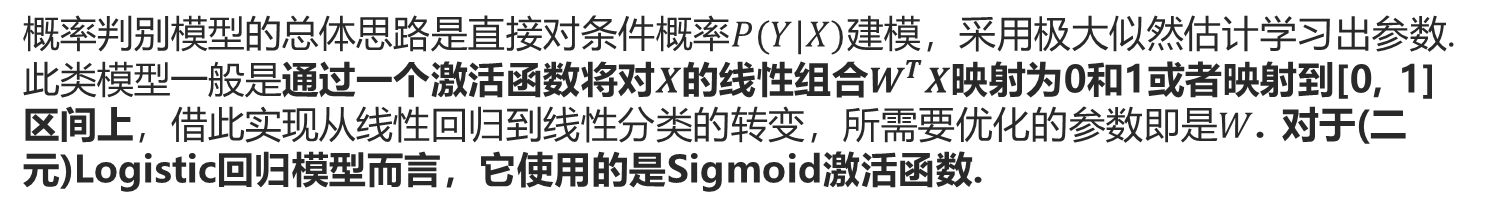 概率判别模型的总体思路是直接对条件概率P(Y|X)建模，采用极大似然估计学习出参数.
此类模型一般是通过一个激活函数将对X的线性组合WᵀX映射为0和1或者映射到[0, 1]
区间上，借此实现从线性回归到线性分类的转变，所需要优化的参数即是W. 对于(二
元)Logistic回归模型而言，它使用的是Sigmoid激活函数.